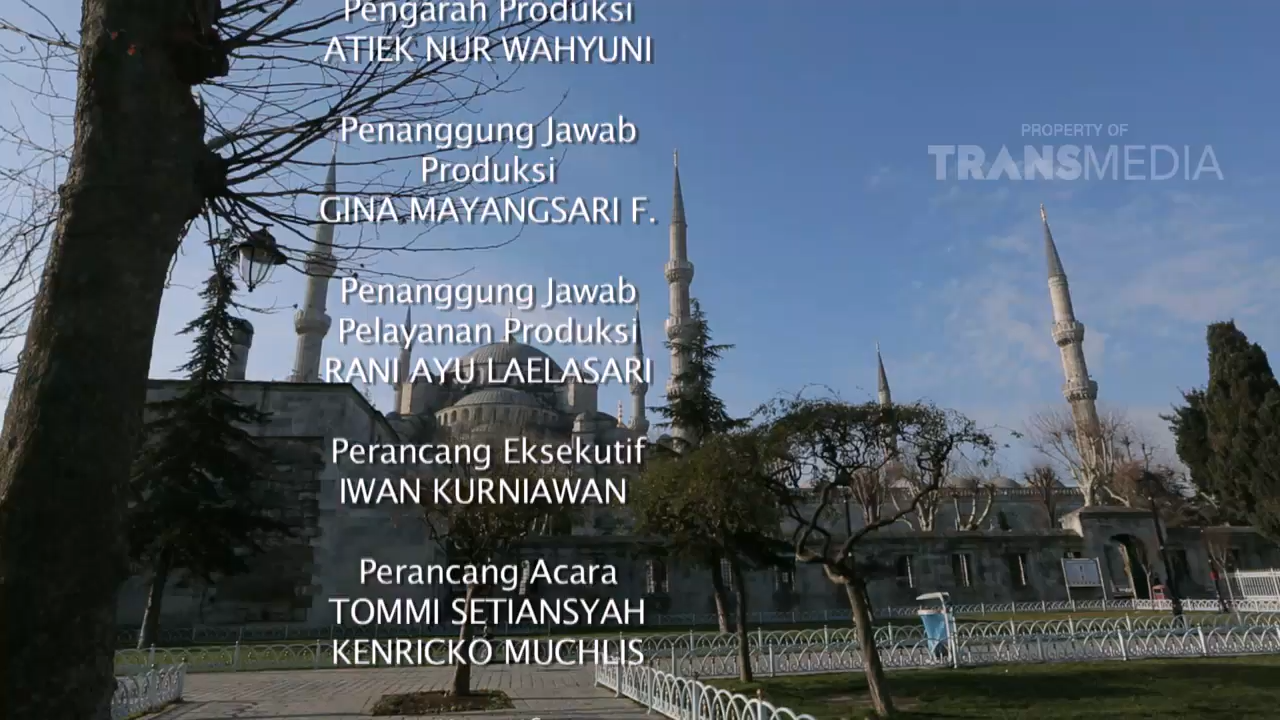 Pengarah Produksi
ATIEK NUR WAHYUNI
Penanggung Jawab
Produksi
GINA MAYANGSARI F.
Penanggung Jawab
Pelayanan Produksi
RANI AYU LAELASARI
Perancang Eksekutif
IWAN KURNIAWAN
Perancang Acara
TOMMI SETIANSYAH
KENRICKO MUCHLIS
PROPERTY OF
TRANSMEDIA